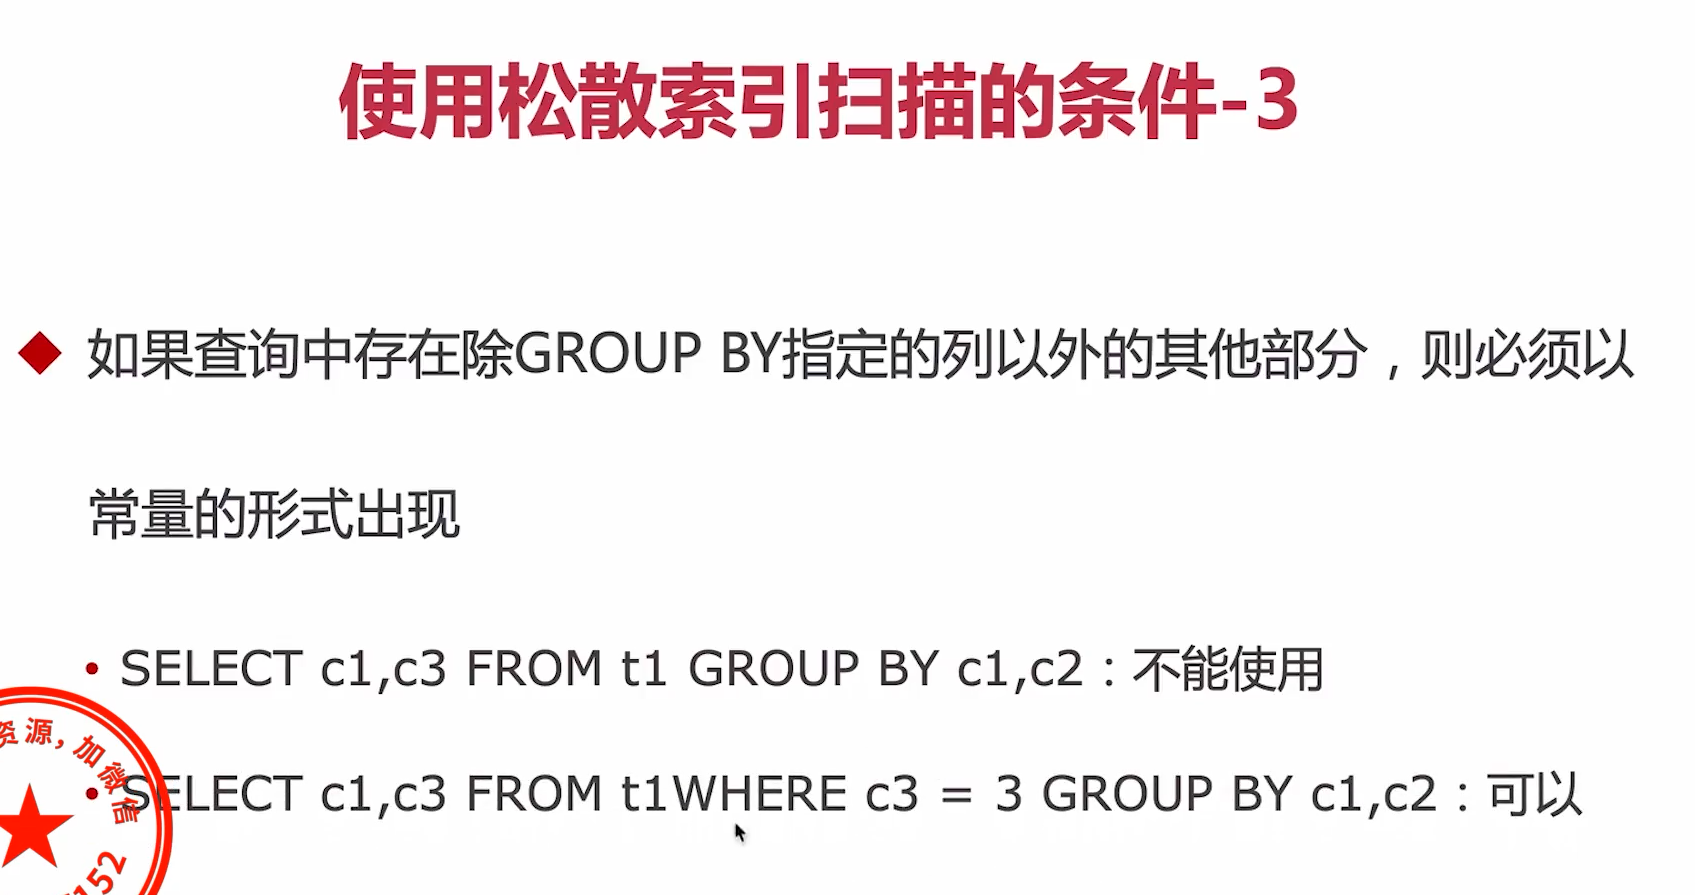 使用松散索引扫描的条件-3
如果查询中存在除GROUP BY指定的列以外的其他部分，则必须以
常量的形式出现
SELECT c1,c3 FROM t1 GROUP BY c1,c2：不能使用
SELECT c1,c3 FROM t1WHERE c3 = 3 GROUP BY c1,c2：可以
资源，加微信
152